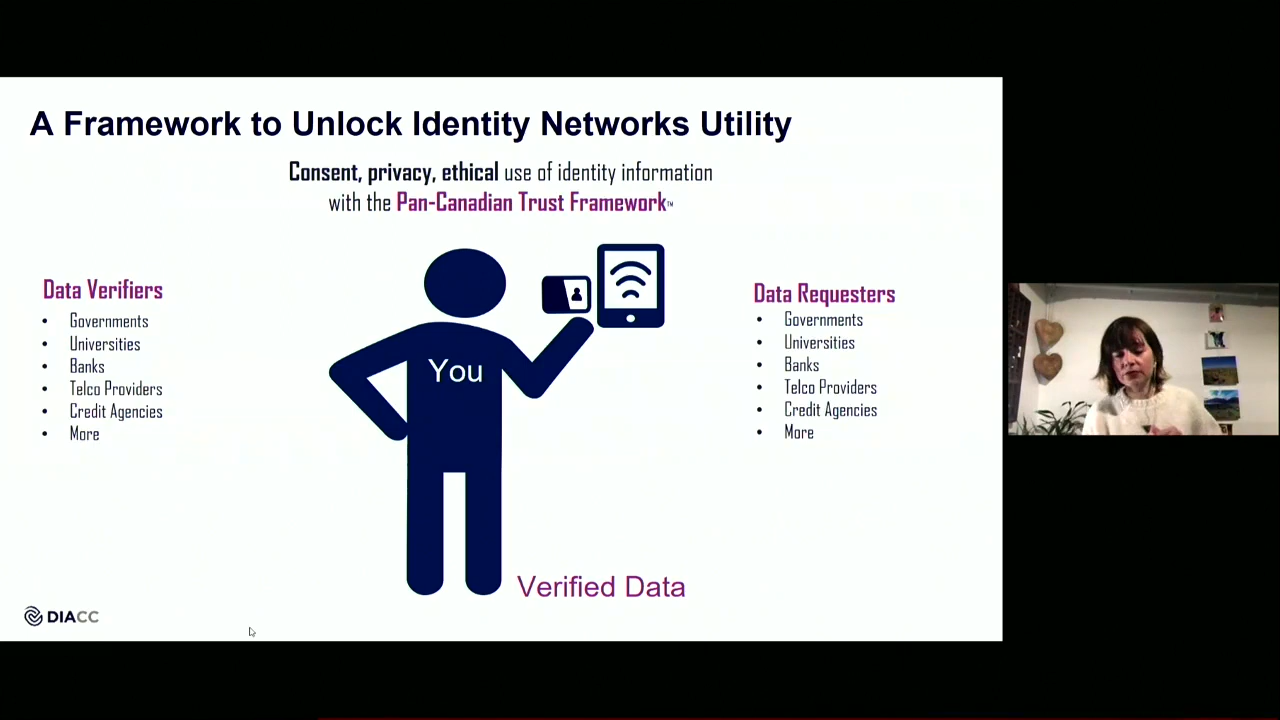 A Framework to Unlock Identity Networks Utility
Consent, privacy, ethical use of identity information
with the Pan-Canadian Trust Framework™
Data Verifiers
• Governments
• Universities
• Banks
• Telco Providers
• Credit Agencies
• More
You
Data Requesters
• Governments
• Universities
• Banks
• Telco Providers
• Credit Agencies
• More
Verified Data
DIACC